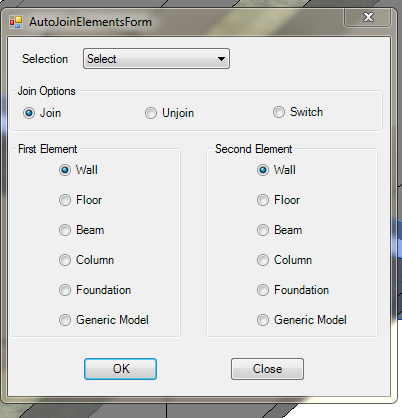 AutoJoinElementsForm
Selection Select
Join Options
Join Unjoin Switch
First Element Second Element
Wall Wall
Floor Floor
Beam Beam
Column Column
Foundation Foundation
Generic Model Generic Model
OK Close